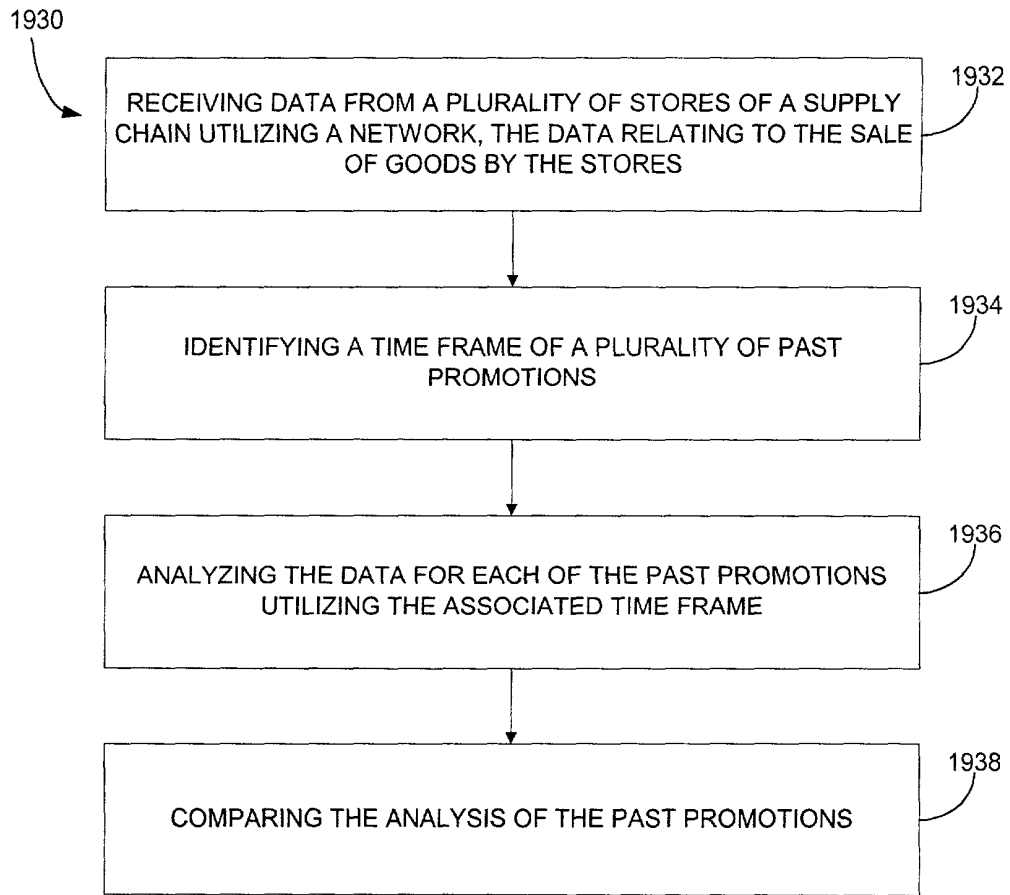 1930
1932
RECEIVING DATA FROM A PLURALITY OF STORES OF A SUPPLY
CHAIN UTILIZING A NETWORK, THE DATA RELATING TO THE SALE
OF GOODS BY THE STORES
1934
IDENTIFYING A TIME FRAME OF A PLURALITY OF PAST
PROMOTIONS
1936
ANALYZING THE DATA FOR EACH OF THE PAST PROMOTIONS
UTILIZING THE ASSOCIATED TIME FRAME
1938
COMPARING THE ANALYSIS OF THE PAST PROMOTIONS